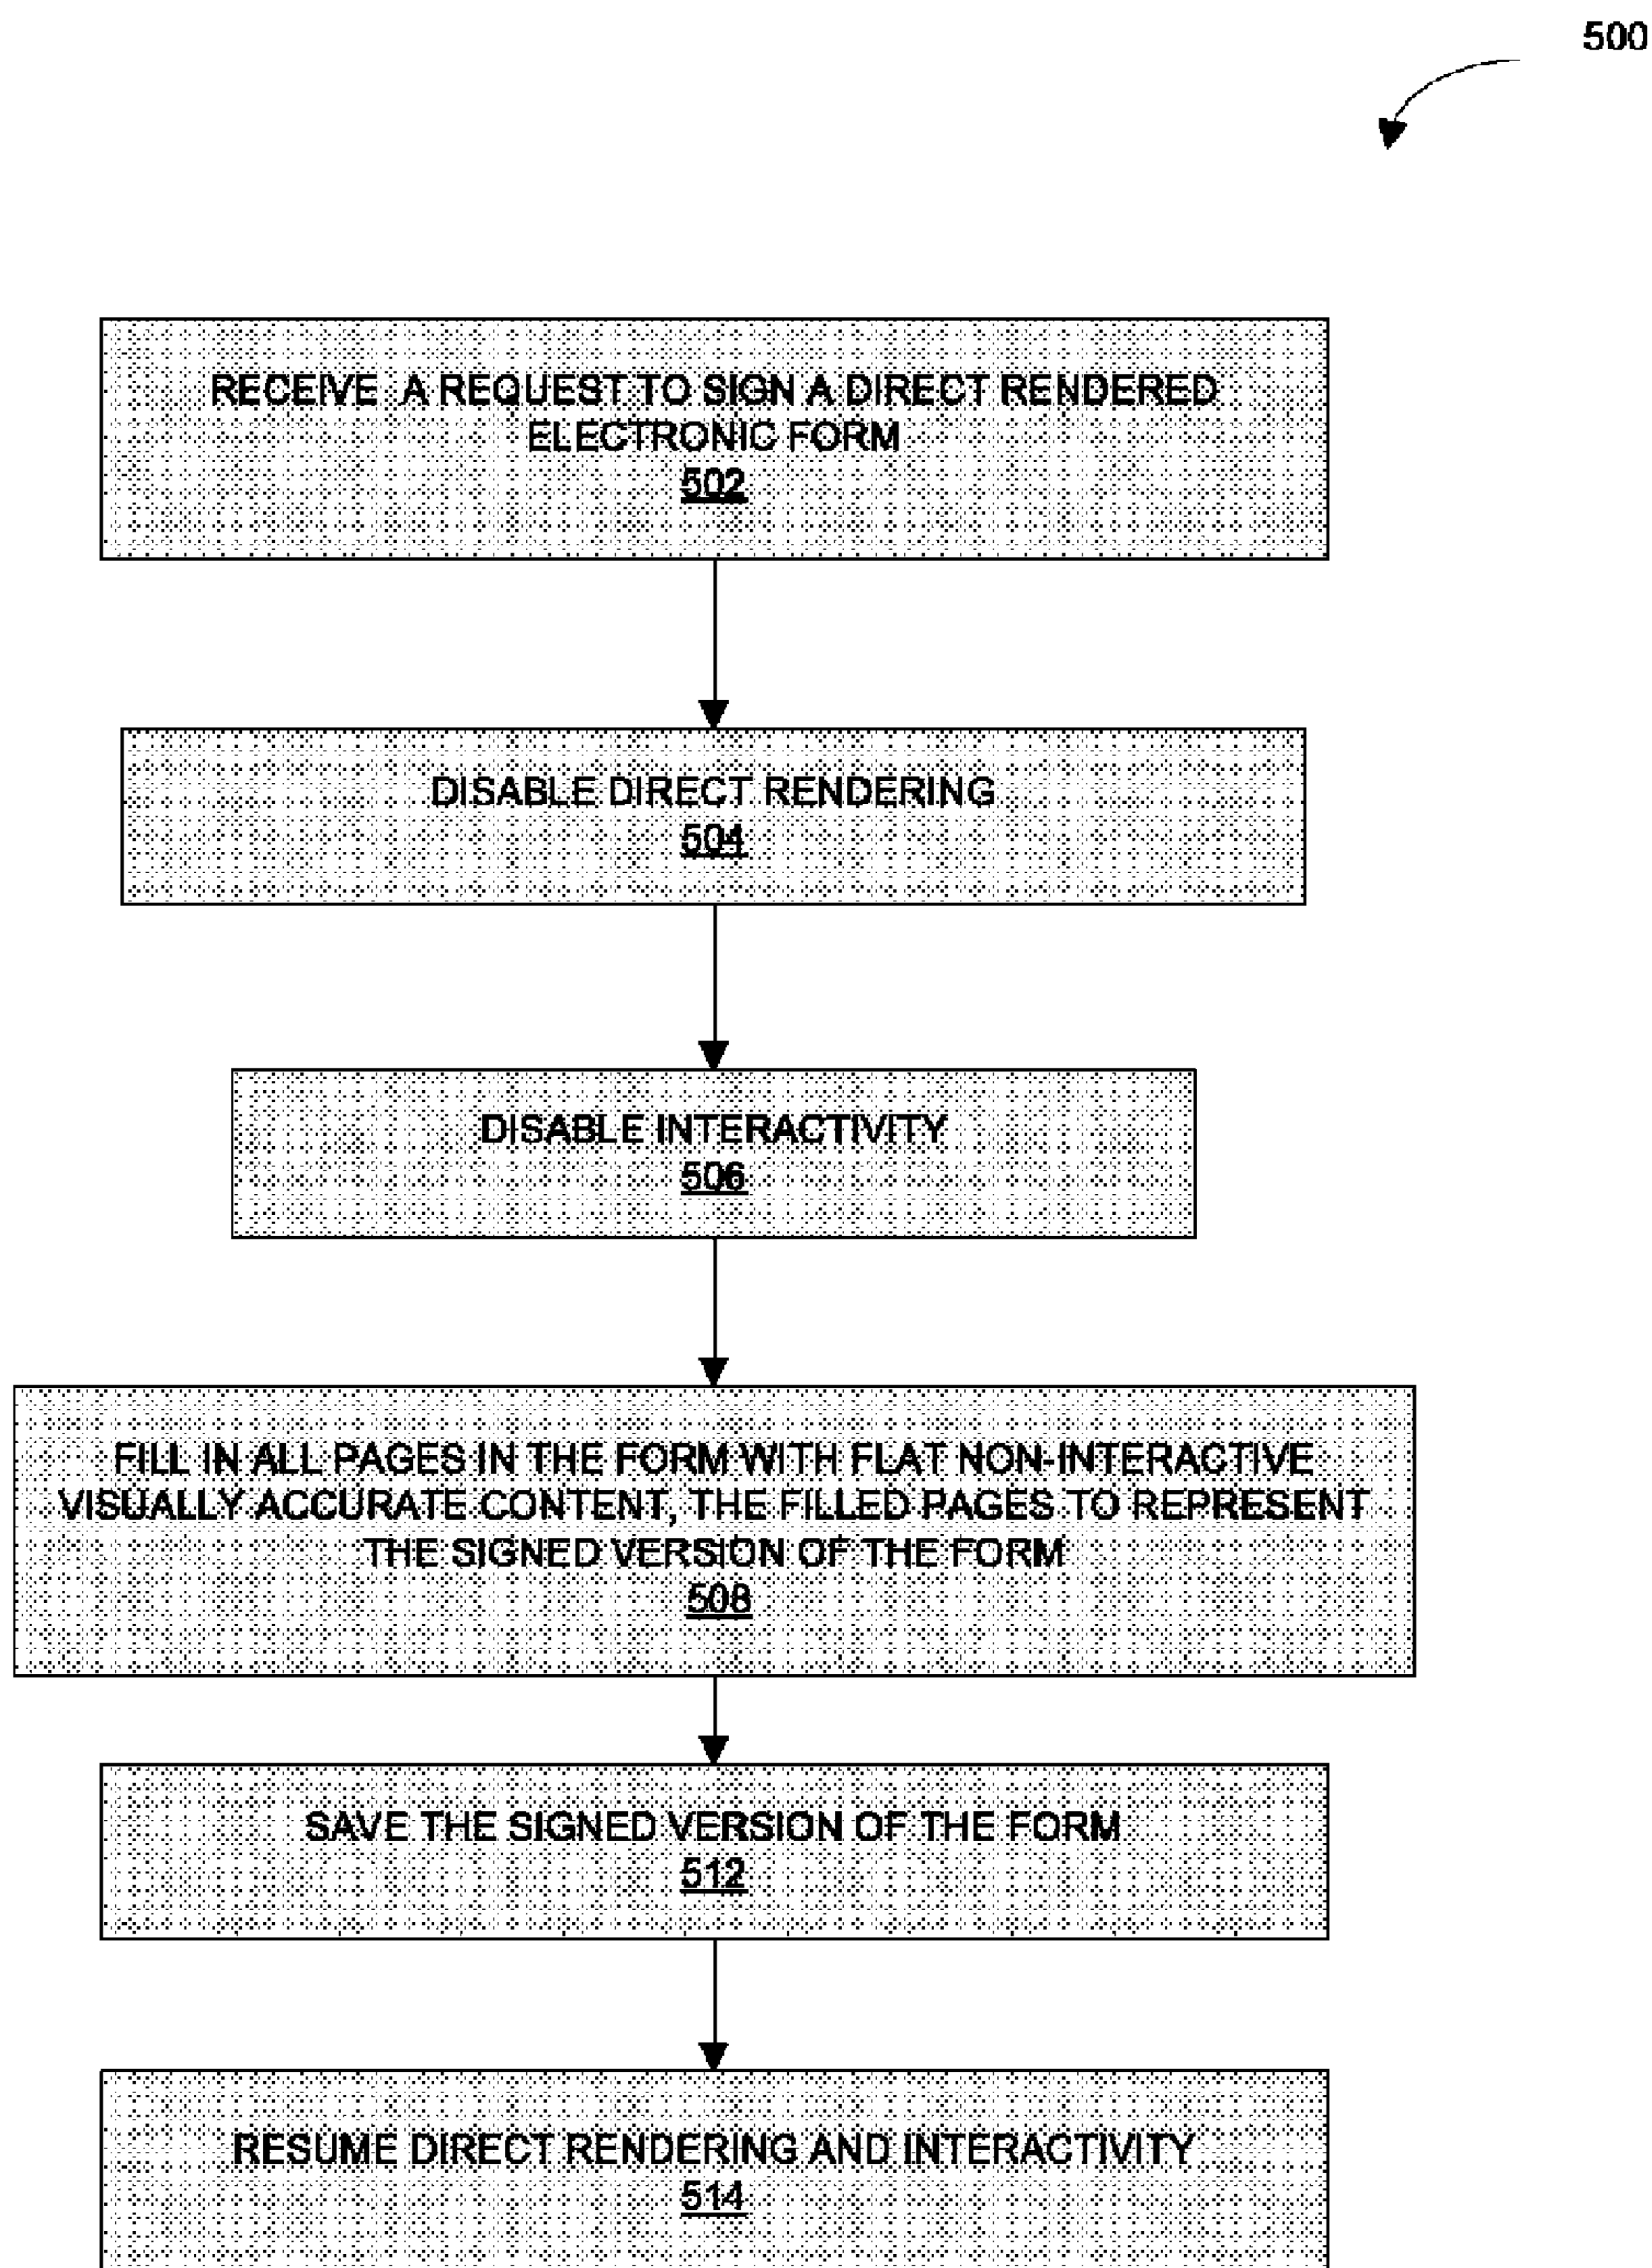 500
RECEIVE A REQUEST TO SIGN A DIRECT RENDERED
ELECTRONIC FORM
502
DISABLE DIRECT RENDERING
504
DISABLE INTERACTIVITY
506
FILL IN ALL PAGES IN THE FORM WITH FLAT NON-INTERACTIVE
VISUALLY ACCURATE CONTENT, THE FILLED PAGES TO REPRESENT
THE SIGNED VERSION OF THE FORM
508
SAVE THE SIGNED VERSION OF THE FORM
512
RESUME DIRECT RENDERING AND INTERACTIVITY
514